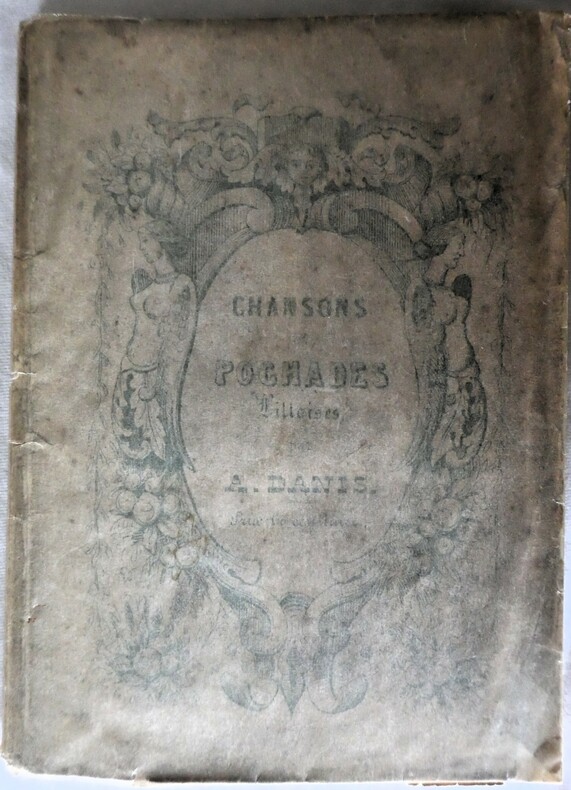 CHANSONS
POCHADES
Lilloises
A. DANIS.